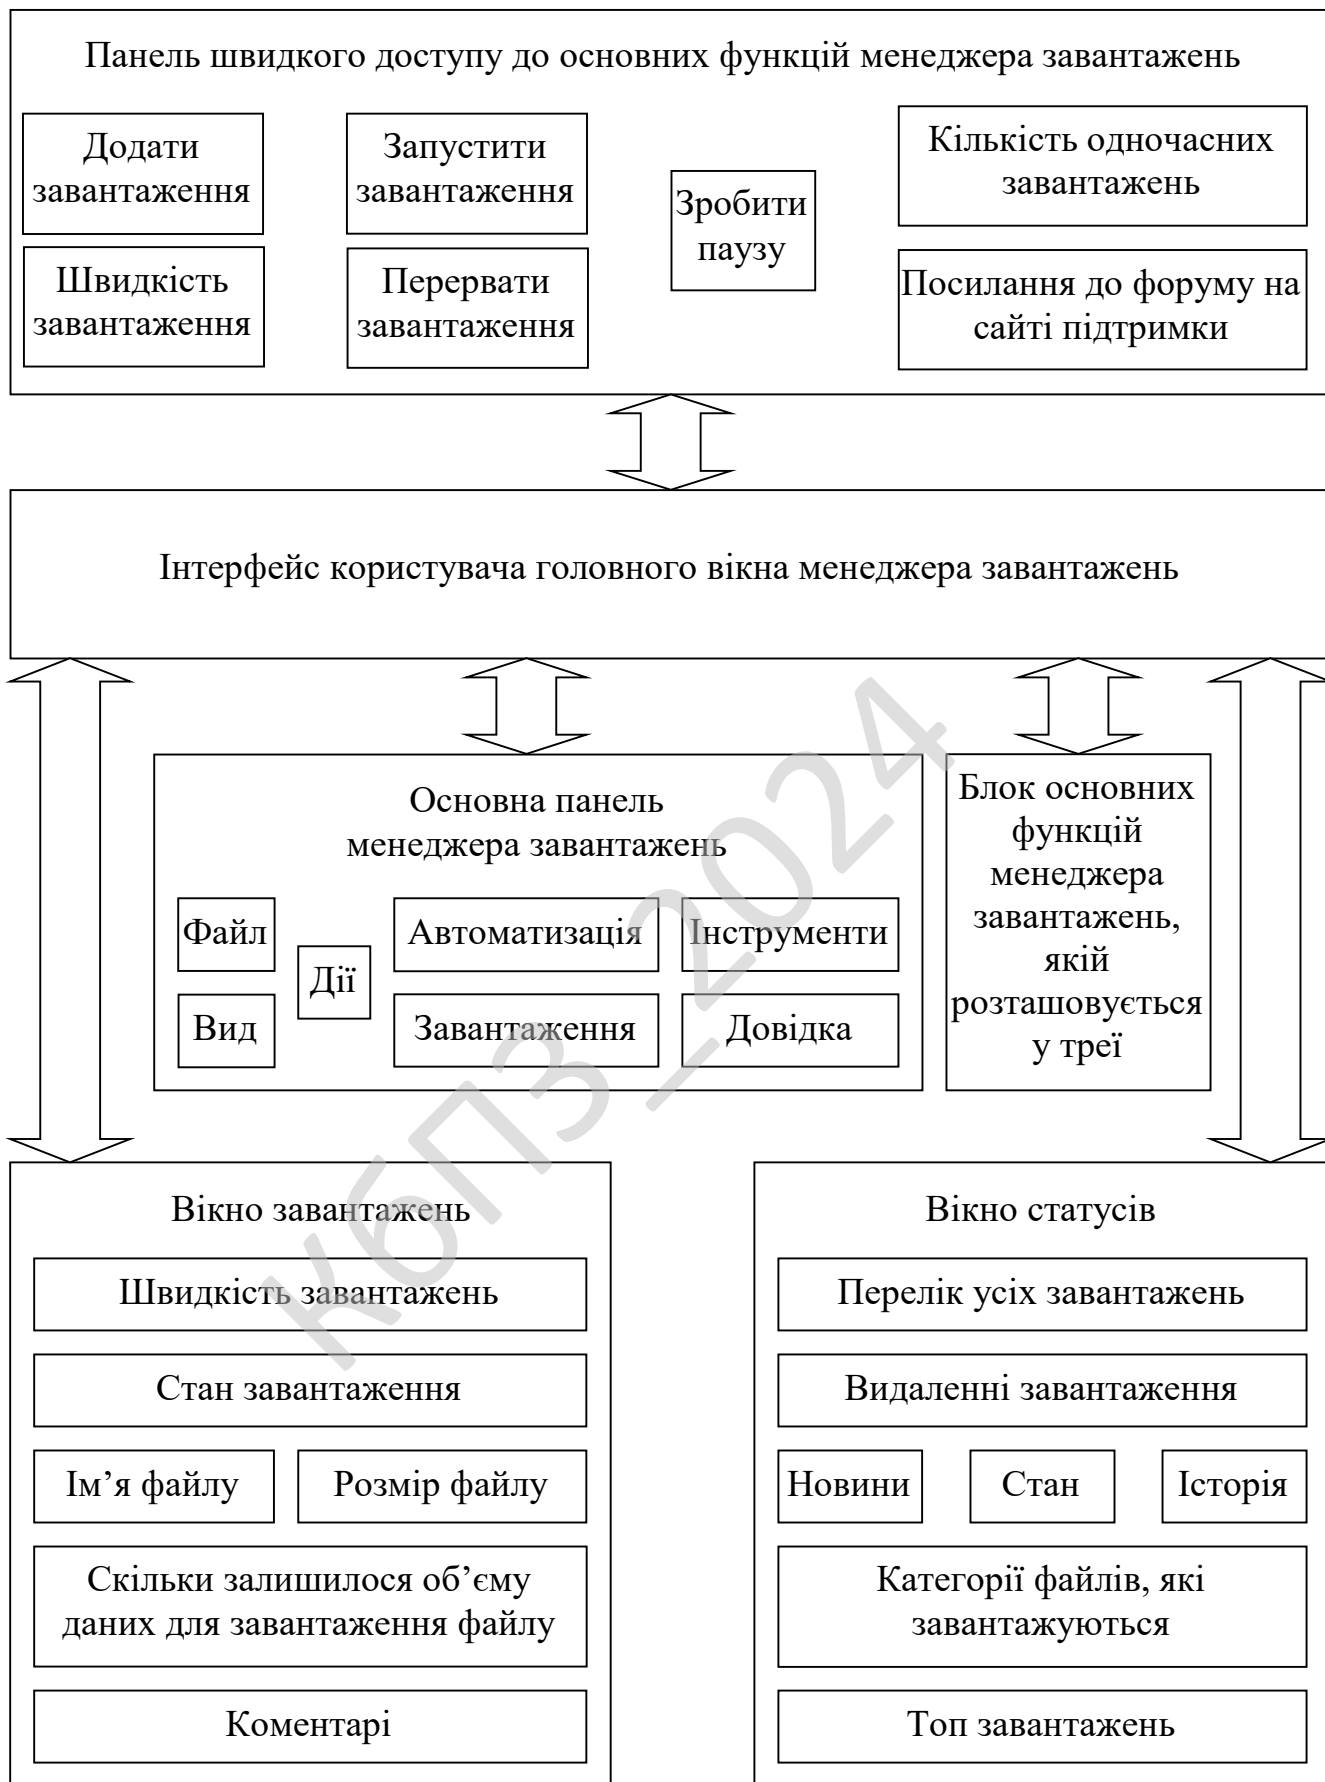 Панель швидкого доступу до основних функцій менеджера завантажень
Додати
завантаження
Запустити
завантаження
Зробити
паузу
Кількість одночасних
завантажень
Швидкість
завантаження
Перервати
завантаження
Посилання до форуму на
сайті підтримки
Інтерфейс користувача головного вікна менеджера завантажень
Основна панель
менеджера завантажень
Файл
Вид
Дії
Автоматизація
Завантаження
Інструменти
Довідка
Блок основних
функцій
менеджера
завантажень,
якій
розташовується
у треї
Вікно завантажень
Швидкість завантажень
Стан завантаження
Ім’я файлу
Розмір файлу
Скільки залишилося об’єму
даних для завантаження файлу
Коментарі
Вікно статусів
Перелік усіх завантажень
Видаленні завантаження
Новини
Стан
Історія
Категорії файлів, які
завантажуються
Топ завантажень
КбПЗ_2024